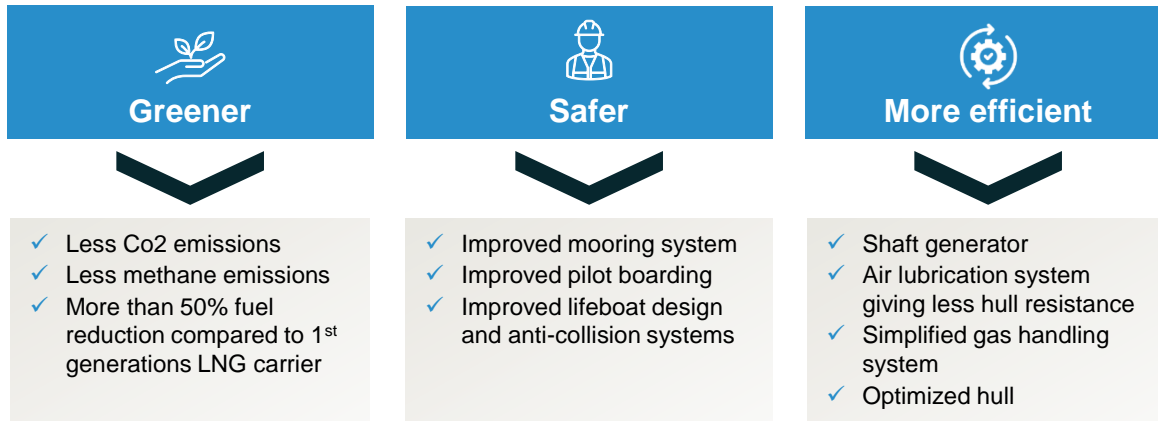 Greener
Less Co2 emissions
Less methane emissions
More than 50% fuel
reduction compared to 1st
generations LNG carrier
Safer
Improved mooring system
Improved pilot boarding
Improved lifeboat design
and anti-collision systems
More efficient
Shaft generator
Air lubrication system
giving less hull resistance
Simplified gas handling
system
Optimized hull